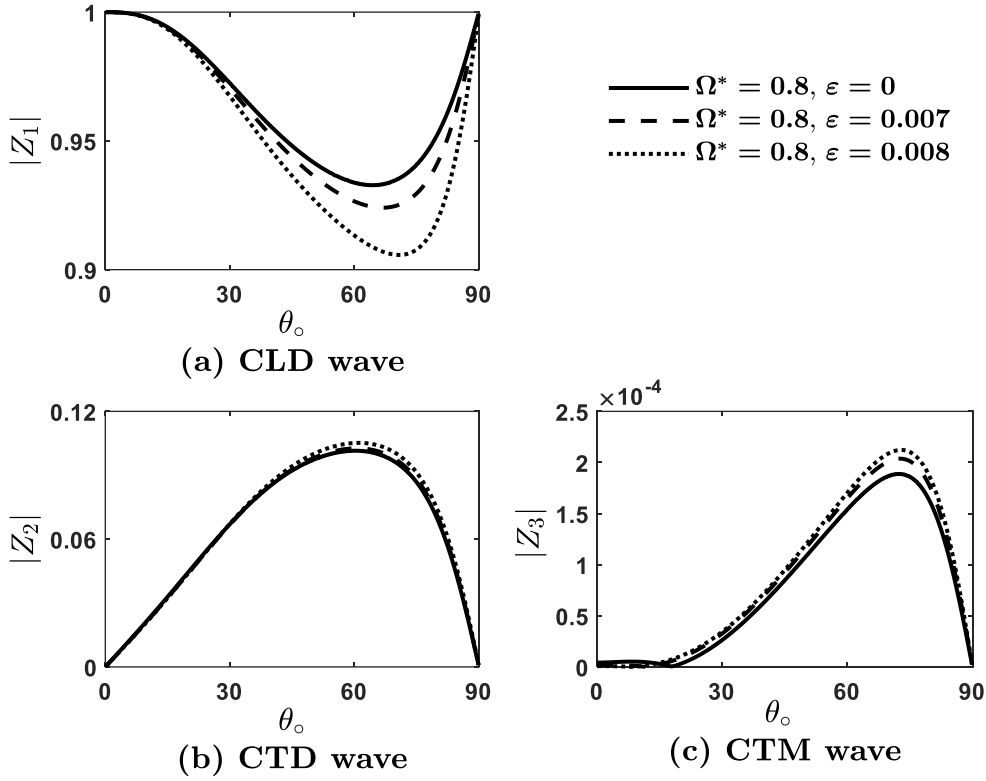 1
0.95
0.9
|Z₁|
0 30 60 90
θ∘
(a) CLD wave
Ω* = 0.8, ε = 0
Ω* = 0.8, ε = 0.007
Ω* = 0.8, ε = 0.008
0.12
0.06
0
|Z₂|
0 30 60 90
θ∘
(b) CTD wave
×10⁻⁴
2.5
2
1.5
1
0.5
0
|Z₃|
0 30 60 90
θ∘
(c) CTM wave